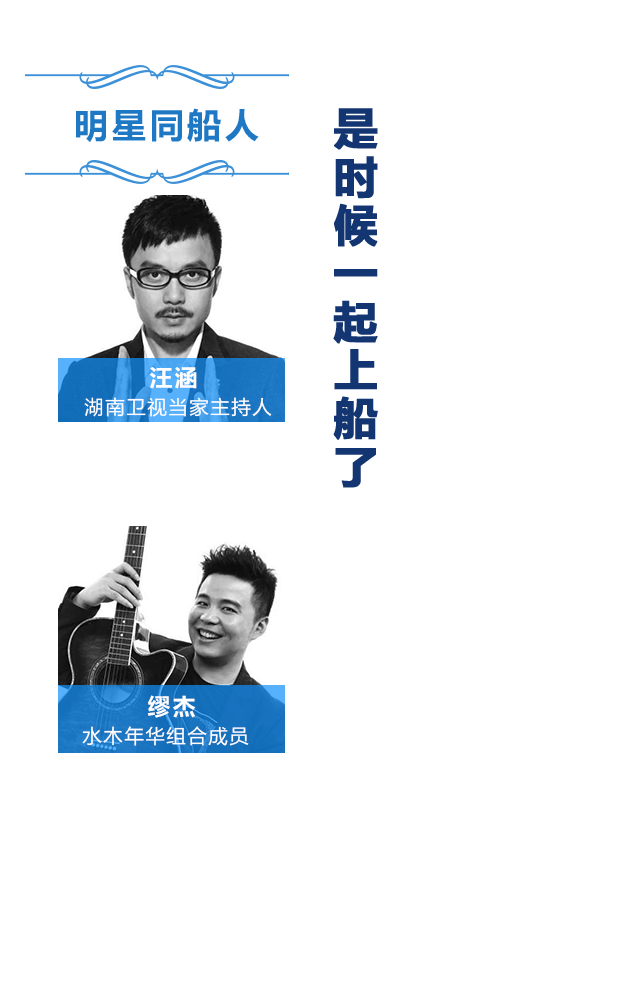 明星同船人
是时候一起上船了
汪涵
湖南卫视当家主持人
缪杰
水木年华组合成员